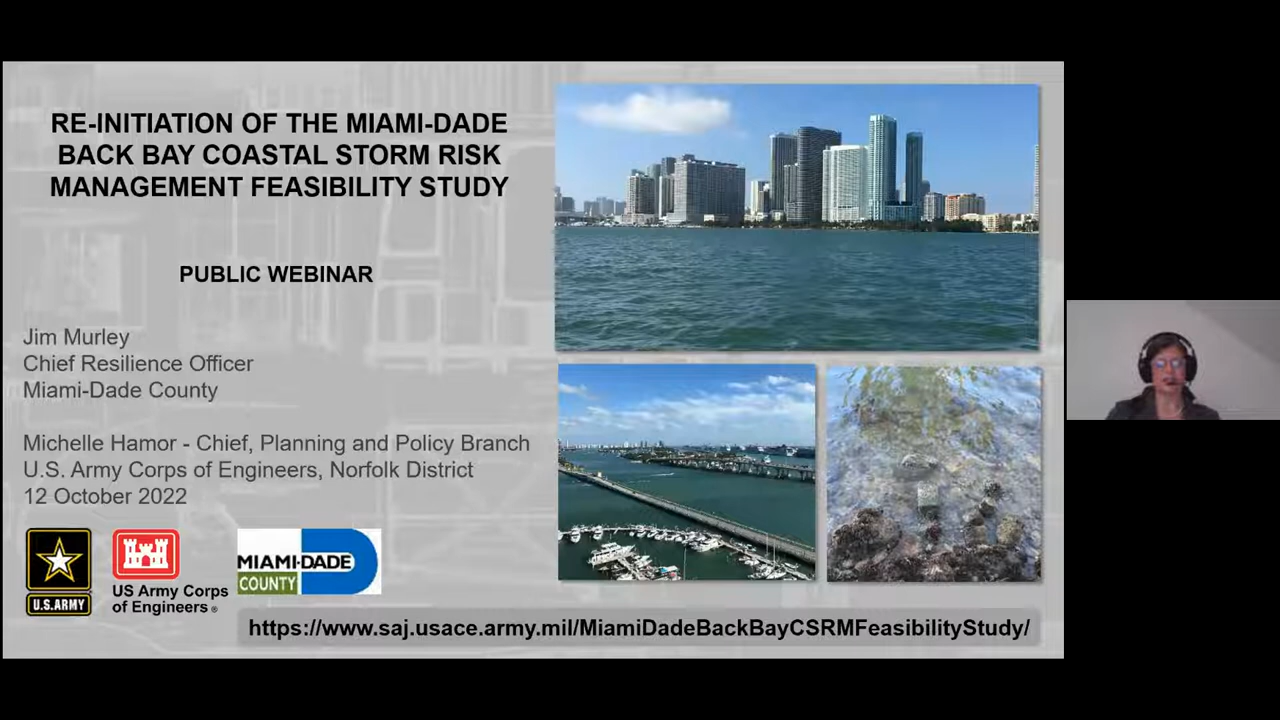 RE-INITIATION OF THE MIAMI-DADE
BACK BAY COASTAL STORM RISK
MANAGEMENT FEASIBILITY STUDY
PUBLIC WEBINAR
Jim Murley
Chief Resilience Officer
Miami-Dade County
Michelle Hamor - Chief, Planning and Policy Branch
U.S. Army Corps of Engineers, Norfolk District
12 October 2022
U.S.ARMY
US Army Corps
of Engineers ®
MIAMI-DADE
COUNTY
https://www.saj.usace.army.mil/MiamiDadeBackBayCSRMFeasibilityStudy/